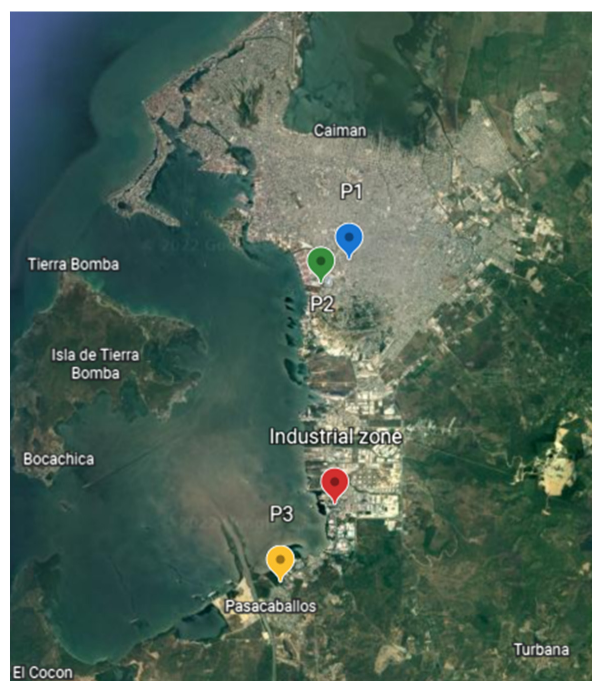 Caiman
P1
Tierra Bomba
P2
Isla de Tierra
Bomba
Industrial zone
Bocachica
P3
Pasacaballos
Turbana
El Cocon